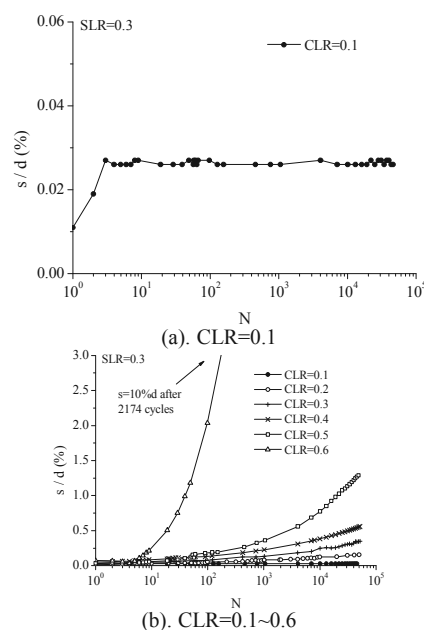 SLR=0.3
CLR=0.1
0.06
0.04
0.02
0.00
s / d (%)
10^0 10^1 10^2 10^3 10^4 10^5
N
(a). CLR=0.1
SLR=0.3
s=10%d after
2174 cycles
CLR=0.1
CLR=0.2
CLR=0.3
CLR=0.4
CLR=0.5
CLR=0.6
3.0
2.5
2.0
1.5
1.0
0.5
0.0
s / d (%)
10^0 10^1 10^2 10^3 10^4 10^5
N
(b). CLR=0.1~0.6